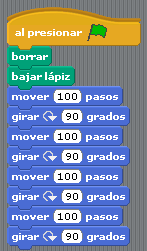 al presionar
borrar
bajar lápiz
mover 100 pasos
girar 90 grados
mover 100 pasos
girar 90 grados
mover 100 pasos
girar 90 grados
mover 100 pasos
girar 90 grados